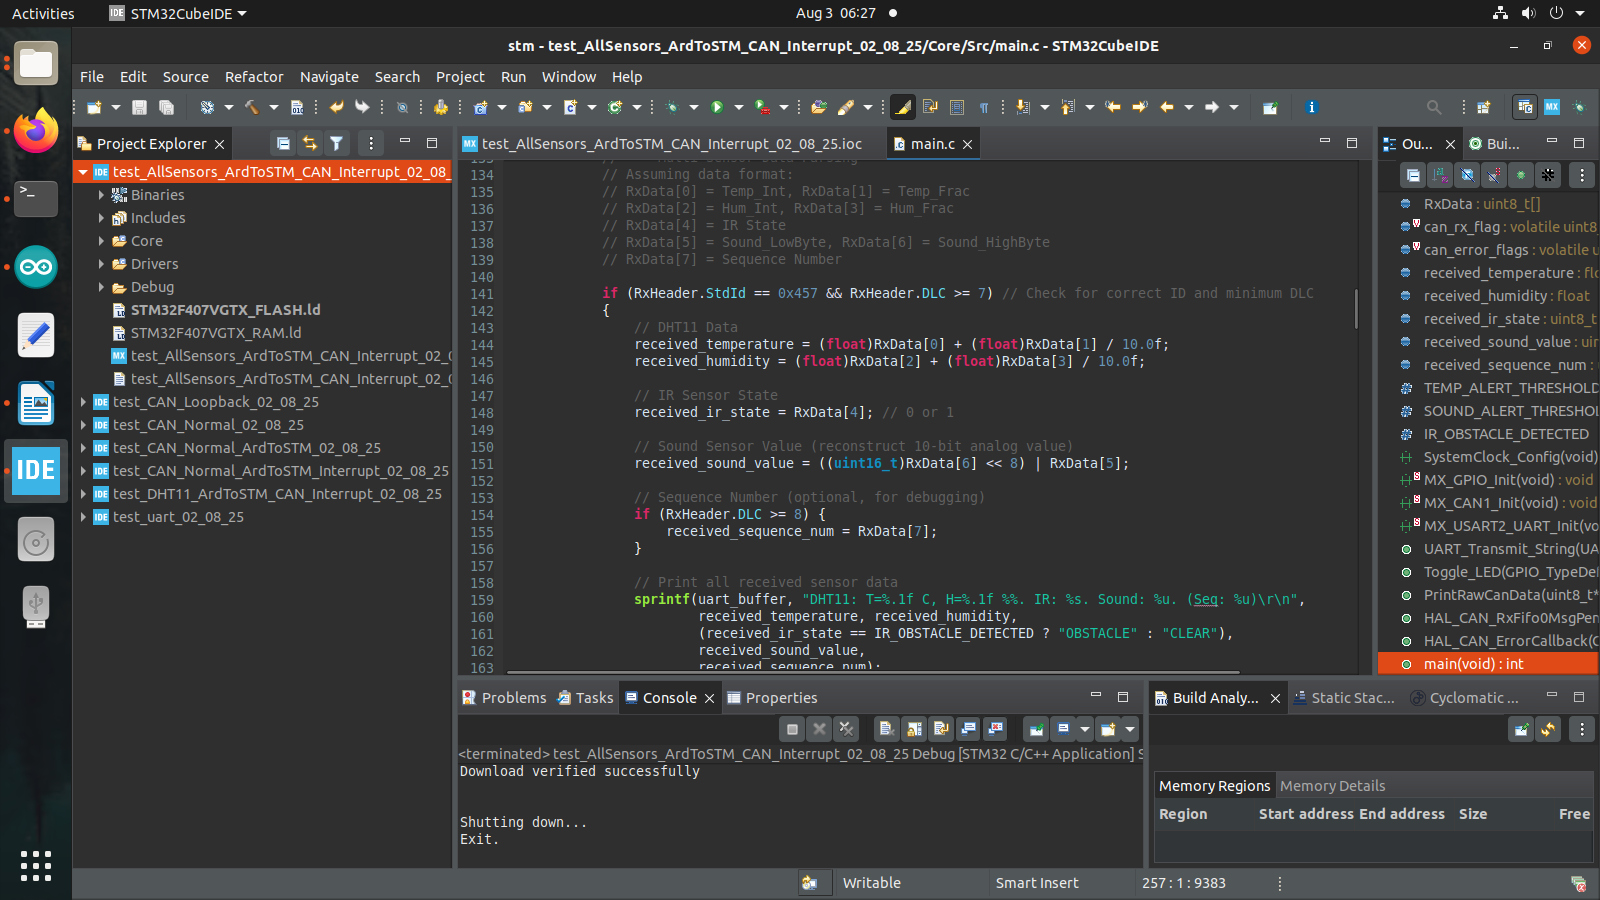 Activities
STM32CubeIDE
Aug 3  06:27
stm - test_AllSensors_ArdToSTM_CAN_Interrupt_02_08_25/Core/Src/main.c - STM32CubeIDE
File Edit Source Refactor Navigate Search Project Run Window Help
Project Explorer
test_AllSensors_ArdToSTM_CAN_Interrupt_02_08_
Binaries
Includes
Core
Drivers
Debug
STM32F407VGTX_FLASH.ld
STM32F407VGTX_RAM.ld
test_AllSensors_ArdToSTM_CAN_Interrupt_02_
test_AllSensors_ArdToSTM_CAN_Interrupt_02_
test_CAN_Loopback_02_08_25
test_CAN_Normal_02_08_25
test_CAN_Normal_ArdToSTM_02_08_25
test_CAN_Normal_ArdToSTM_Interrupt_02_08_25
test_DHT11_ArdToSTM_CAN_Interrupt_02_08_25
test_uart_02_08_25
test_AllSensors_ArdToSTM_CAN_Interrupt_02_08_25.ioc
main.c
134 // Assuming data format:
135 // RxData[0] = Temp_Int, RxData[1] = Temp_Frac
136 // RxData[2] = Hum_Int, RxData[3] = Hum_Frac
137 // RxData[4] = IR State
138 // RxData[5] = Sound_LowByte, RxData[6] = Sound_HighByte
139 // RxData[7] = Sequence Number
140
141 if (RxHeader.StdId == 0x457 && RxHeader.DLC >= 7) // Check for correct ID and minimum DLC
142 {
143 // DHT11 Data
144 received_temperature = (float)RxData[0] + (float)RxData[1] / 10.0f;
145 received_humidity = (float)RxData[2] + (float)RxData[3] / 10.0f;
146
147 // IR Sensor State
148 received_ir_state = RxData[4]; // 0 or 1
149
150 // Sound Sensor Value (reconstruct 10-bit analog value)
151 received_sound_value = ((uint16_t)RxData[6] << 8) | RxData[5];
152
153 // Sequence Number (optional, for debugging)
154 if (RxHeader.DLC >= 8) {
155 received_sequence_num = RxData[7];
156 }
157
158 // Print all received sensor data
159 sprintf(uart_buffer, "DHT11: T=%.1f C, H=%.1f %%. IR: %s. Sound: %u. (Seq: %u)\r\n",
160 received_temperature, received_humidity,
161 (received_ir_state == IR_OBSTACLE_DETECTED ? "OBSTACLE" : "CLEAR"),
162 received_sound_value,
163 received_sequence_num);
Ou...
Bui...
RxData : uint8_t[]
can_rx_flag : volatile uint8_
can_error_flags : volatile u
received_temperature : flo
received_humidity : float
received_ir_state : uint8_t
received_sound_value : uin
received_sequence_num :
TEMP_ALERT_THRESHOLD
SOUND_ALERT_THRESHOL
IR_OBSTACLE_DETECTED
SystemClock_Config(void)
MX_GPIO_Init(void) : void
MX_CAN1_Init(void) : void
MX_USART2_UART_Init(vo
UART_Transmit_String(UA
Toggle_LED(GPIO_TypeDef
PrintRawCanData(uint8_t*
HAL_CAN_RxFifo0MsgPen
HAL_CAN_ErrorCallback(C
main(void) : int
Problems Tasks Console Properties
<terminated> test_AllSensors_ArdToSTM_CAN_Interrupt_02_08_25 Debug [STM32 C/C++ Application] S
Download verified successfully
Shutting down...
Exit.
Build Analy...
Static Stac...
Cyclomatic ...
Memory Regions Memory Details
Region Start address End address Size Free
Writable
Smart Insert
257 : 1 : 9383